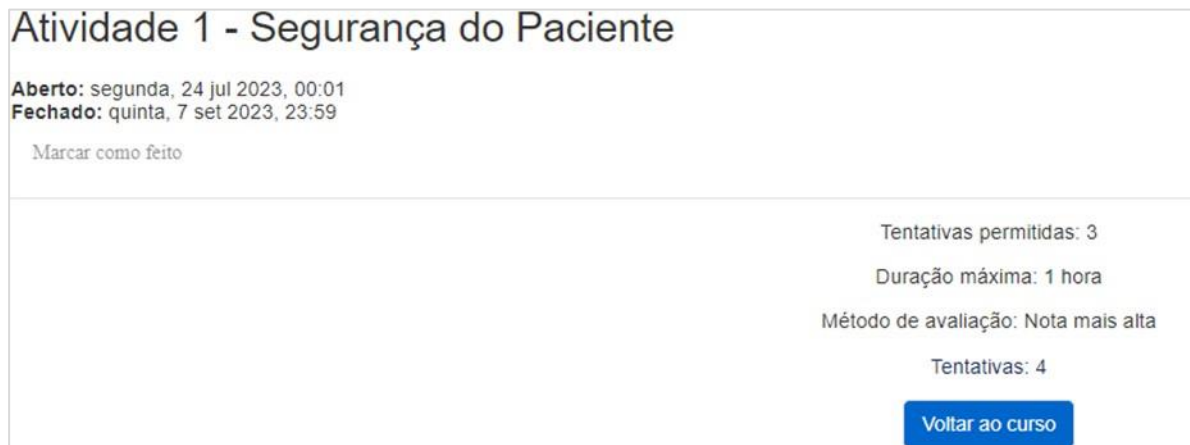 Atividade 1 - Segurança do Paciente
Aberto: segunda, 24 jul 2023, 00:01
Fechado: quinta, 7 set 2023, 23:59
Marcar como feito
Tentativas permitidas: 3
Duração máxima: 1 hora
Método de avaliação: Nota mais alta
Tentativas: 4
Voltar ao curso